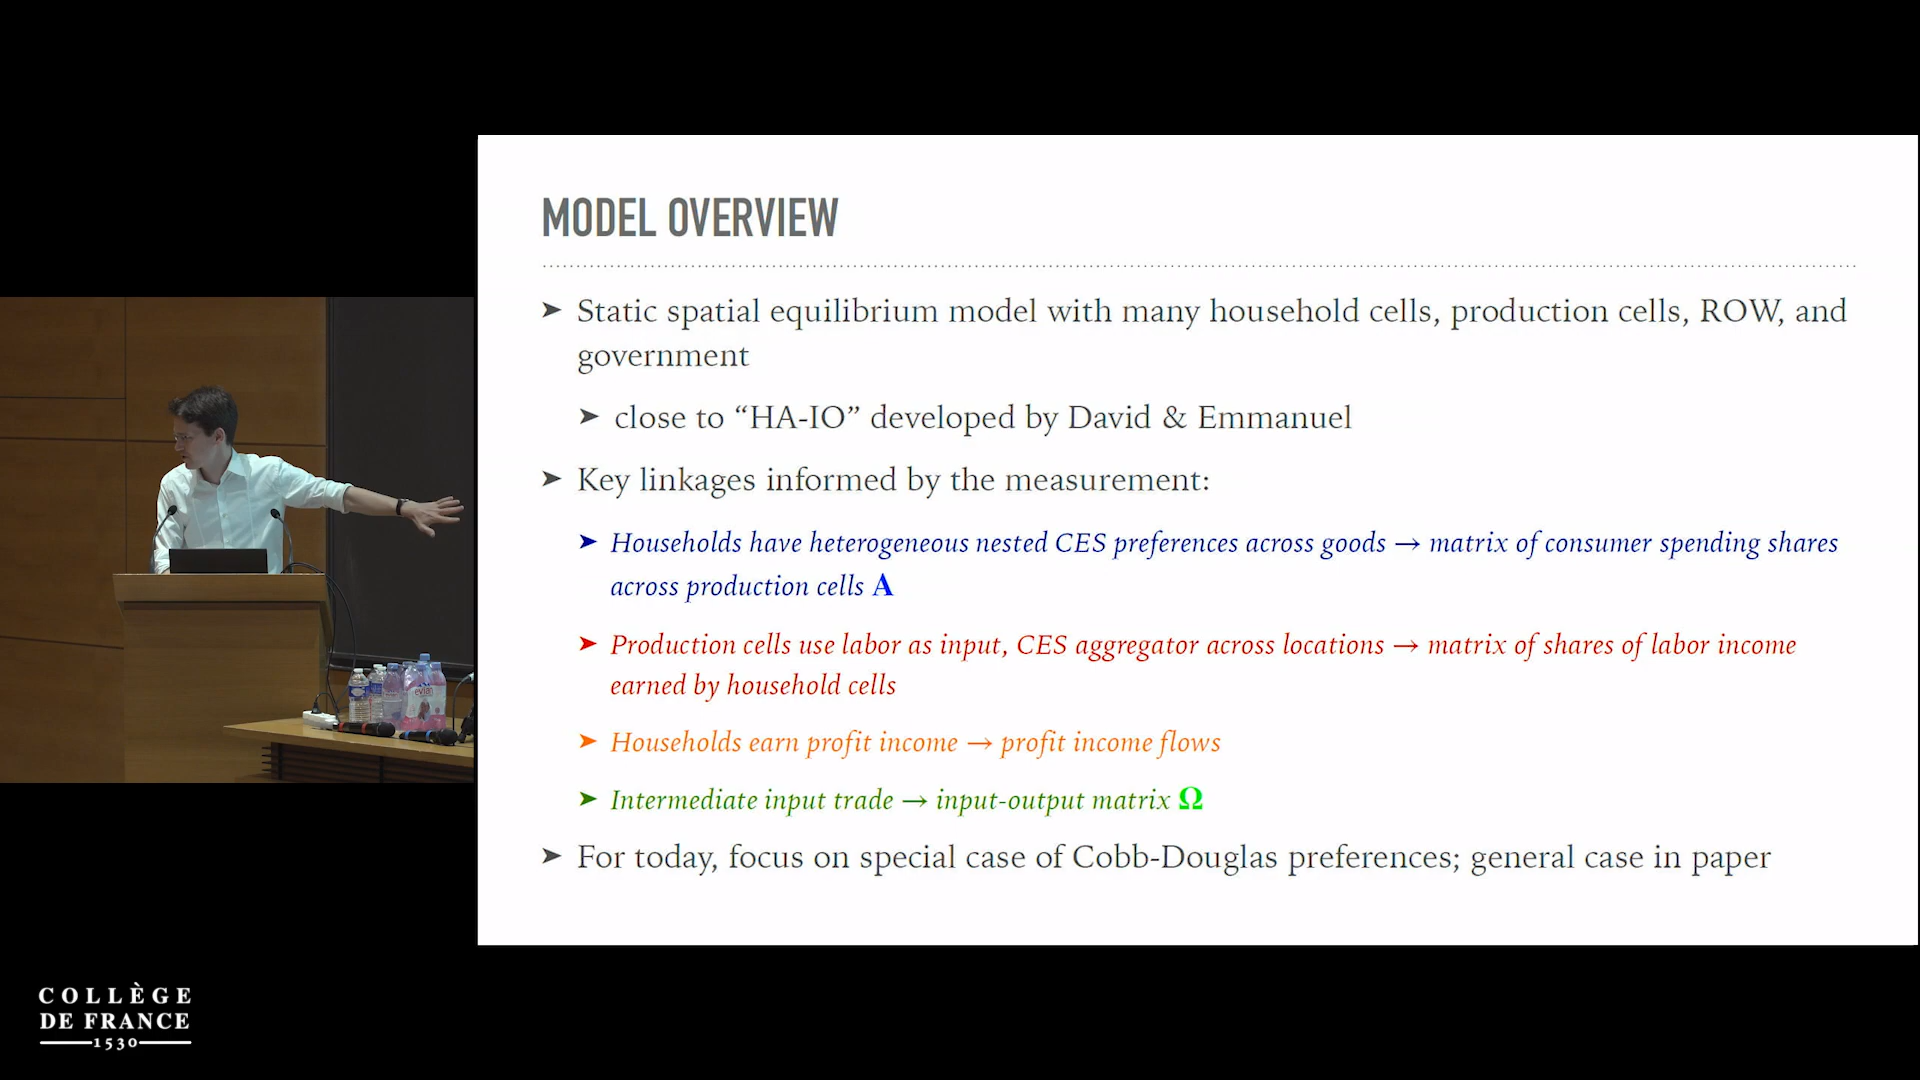 MODEL OVERVIEW
➤ Static spatial equilibrium model with many household cells, production cells, ROW, and
government
➤ close to “HA-IO” developed by David & Emmanuel
➤ Key linkages informed by the measurement:
➤ Households have heterogeneous nested CES preferences across goods → matrix of consumer spending shares
across production cells A
➤ Production cells use labor as input, CES aggregator across locations → matrix of shares of labor income
earned by household cells
➤ Households earn profit income → profit income flows
➤ Intermediate input trade → input-output matrix Ω
➤ For today, focus on special case of Cobb-Douglas preferences; general case in paper
evian
COLLÈGE
DE FRANCE
1530